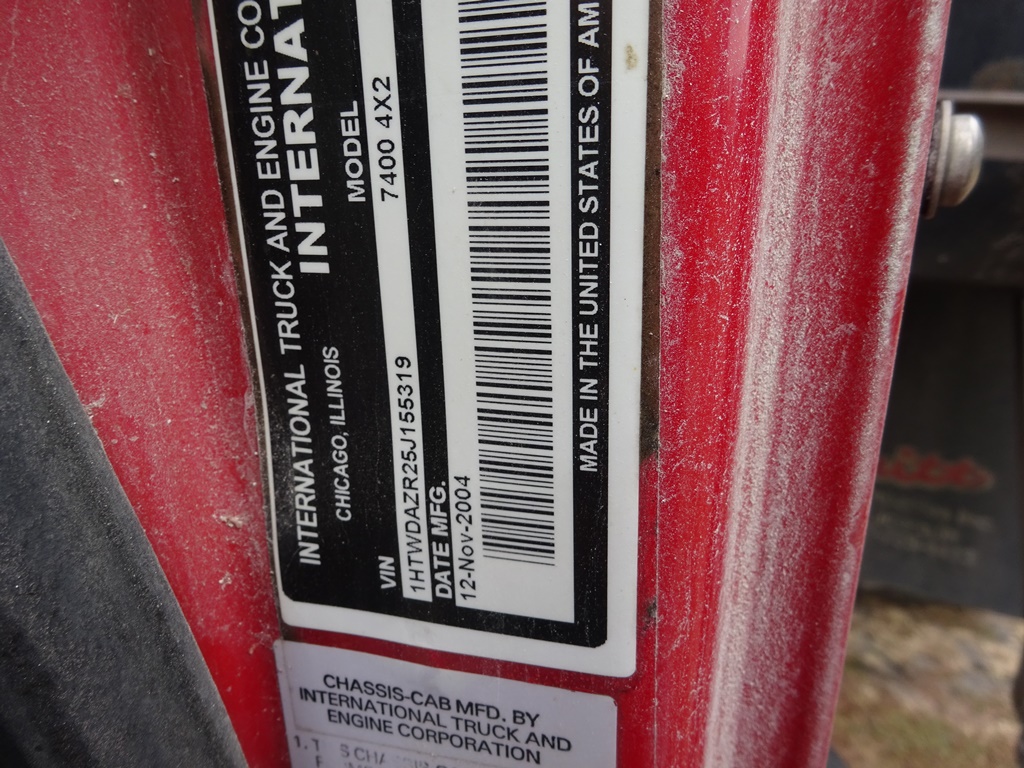 INTERNATIONAL TRUCK AND ENGINE CO
CHICAGO, ILLINOIS
INTERNAT
MODEL
7400 4X2
VIN
1HTWDAZR25J155319
DATE MFG.
12-Nov-2004
MADE IN THE UNITED STATES OF AM
CHASSIS-CAB MFD. BY
INTERNATIONAL TRUCK AND
ENGINE CORPORATION
1.